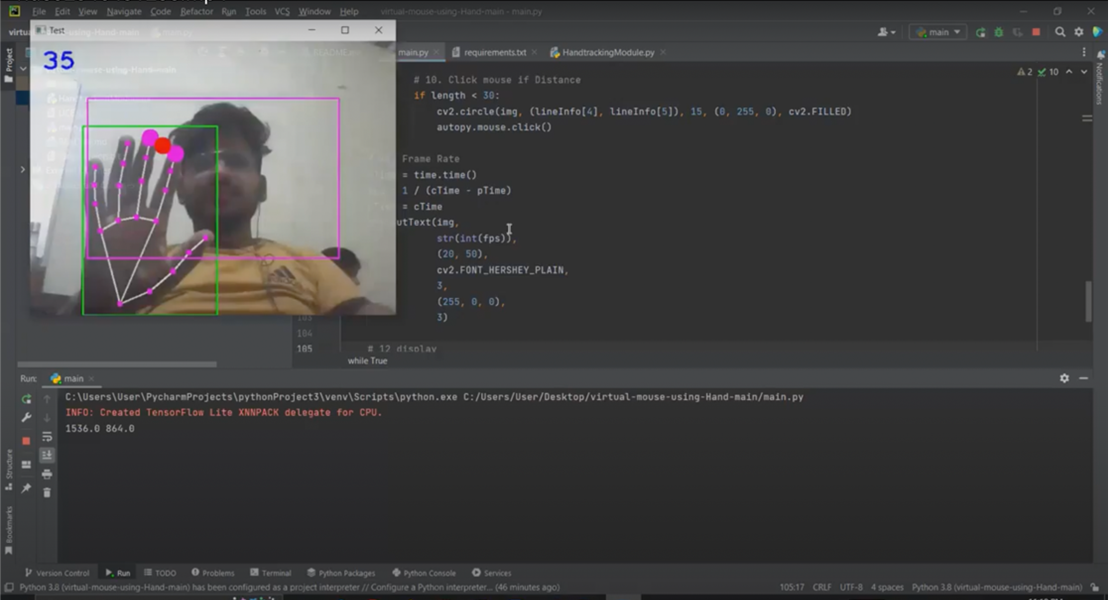 File Edit View Navigate Code Refactor Run Tools VCS Window Help virtual-mouse-using-Hand-main - main.py
Test
main
main.py requirements.txt HandtrackingModule.py
Project
Notifications
35
2 10
# 10. Click mouse if Distance
if length < 30:
cv2.circle(img, (lineInfo[4], lineInfo[5]), 15, (0, 255, 0), cv2.FILLED)
autopy.mouse.click()
Frame Rate
= time.time()
1 / (cTime - pTime)
= cTime
utText(img,
str(int(fps)),
(20, 50),
cv2.FONT_HERSHEY_PLAIN,
3,
(255, 0, 0),
3)
104
105 # 12 display
while True
Run: main
C:\Users\User\PycharmProjects\pythonProject3\venv\Scripts\python.exe C:/Users/User/Desktop/virtual-mouse-using-Hand-main/main.py
INFO: Created TensorFlow Lite XNNPACK delegate for CPU.
1536.0 864.0
Structure
Bookmarks
Version Control Run TODO Problems Terminal Python Packages Python Console Services
Python 3.8 (virtual-mouse-using-Hand-main) has been configured as a project interpreter // Configure a Python interpreter... (46 minutes ago) 105:17 CRLF UTF-8 4 spaces Python 3.8 (virtual-mouse-using-Hand-main)